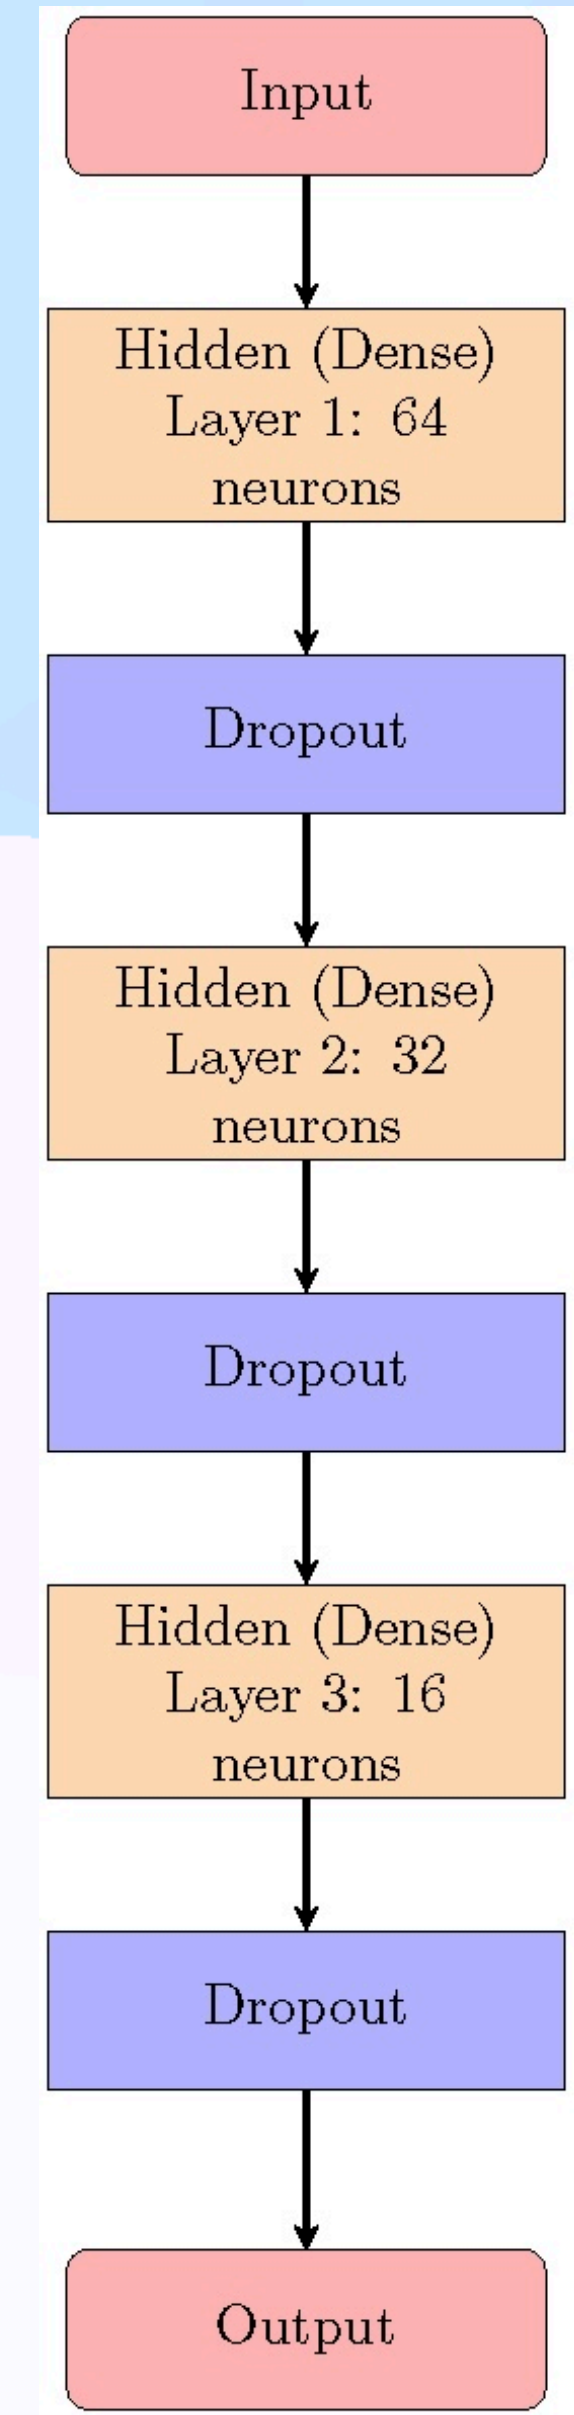 Input
Hidden (Dense)
Layer 1: 64
neurons
Dropout
Hidden (Dense)
Layer 2: 32
neurons
Dropout
Hidden (Dense)
Layer 3: 16
neurons
Dropout
Output